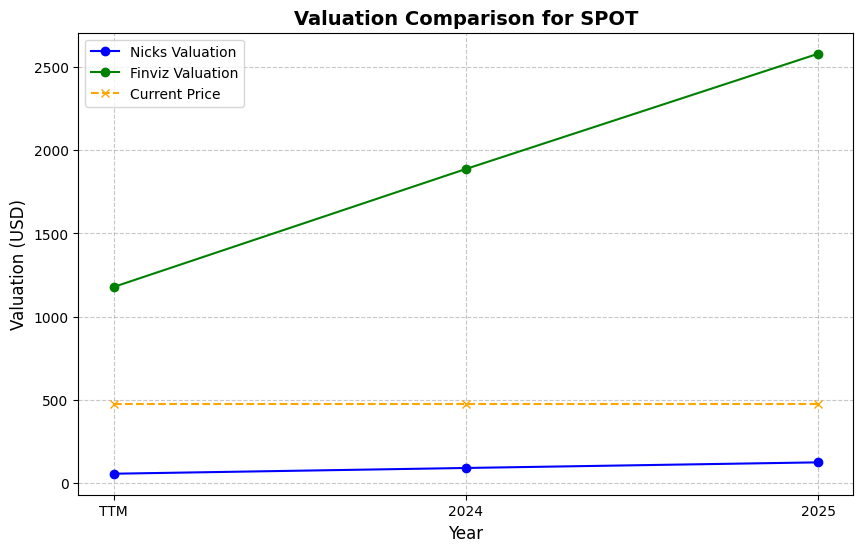 Valuation Comparison for SPOT
Nicks Valuation
Finviz Valuation
Current Price
Valuation (USD)
2500
2000
1500
1000
500
0
TTM 2024 2025
Year